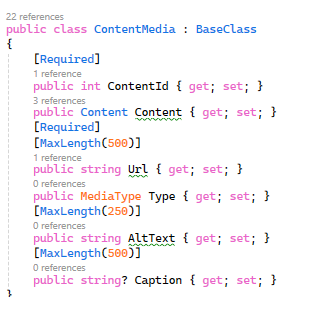 22 references
public class ContentMedia : BaseClass
{
[Required]
1 reference
public int ContentId { get; set; }
3 references
public Content Content { get; set; }
[Required]
[MaxLength(500)]
1 reference
public string Url { get; set; }
0 references
public MediaType Type { get; set; }
[MaxLength(250)]
0 references
public string AltText { get; set; }
[MaxLength(500)]
0 references
public string? Caption { get; set; }
}